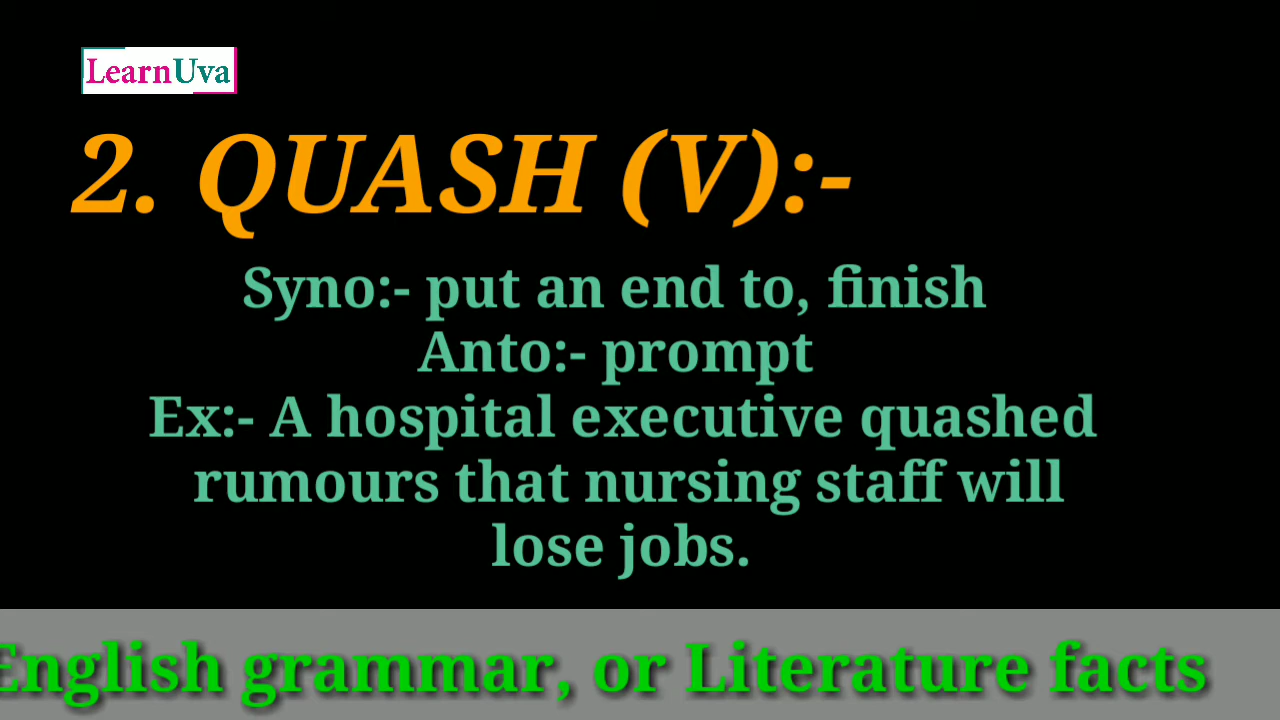 LearnUva
2. QUASH (V):-
Syno:- put an end to, finish
Anto:- prompt
Ex:- A hospital executive quashed
rumours that nursing staff will
lose jobs.
English grammar, or Literature facts